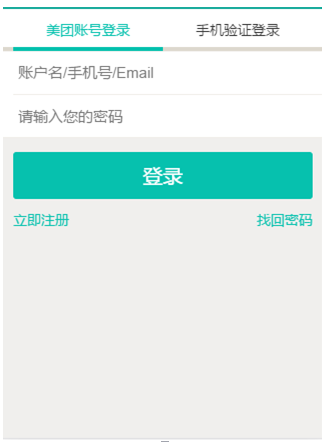 美团账号登录 手机验证登录
账户名/手机号/Email
请输入您的密码
登录
立即注册 找回密码